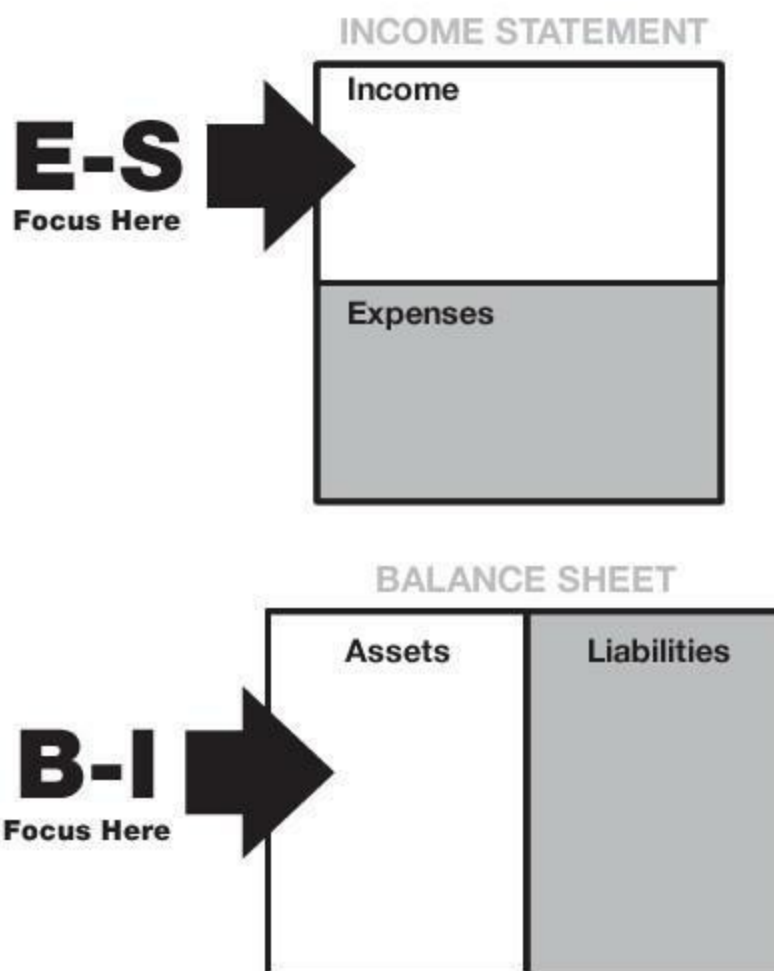 INCOME STATEMENT
Income
E-S
Focus Here
Expenses
BALANCE SHEET
Assets Liabilities
B-I
Focus Here